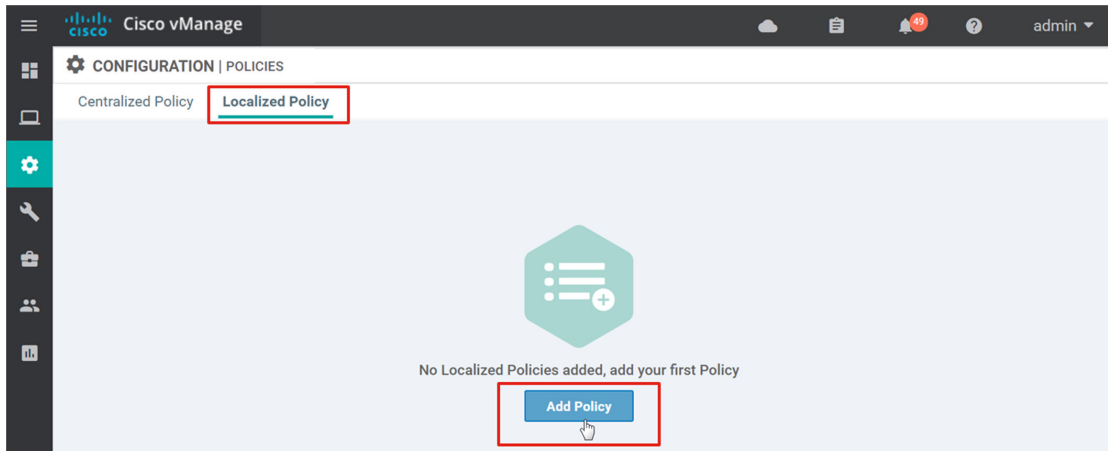 cisco Cisco vManage 49 admin
CONFIGURATION | POLICIES
Centralized Policy Localized Policy
No Localized Policies added, add your first Policy
Add Policy